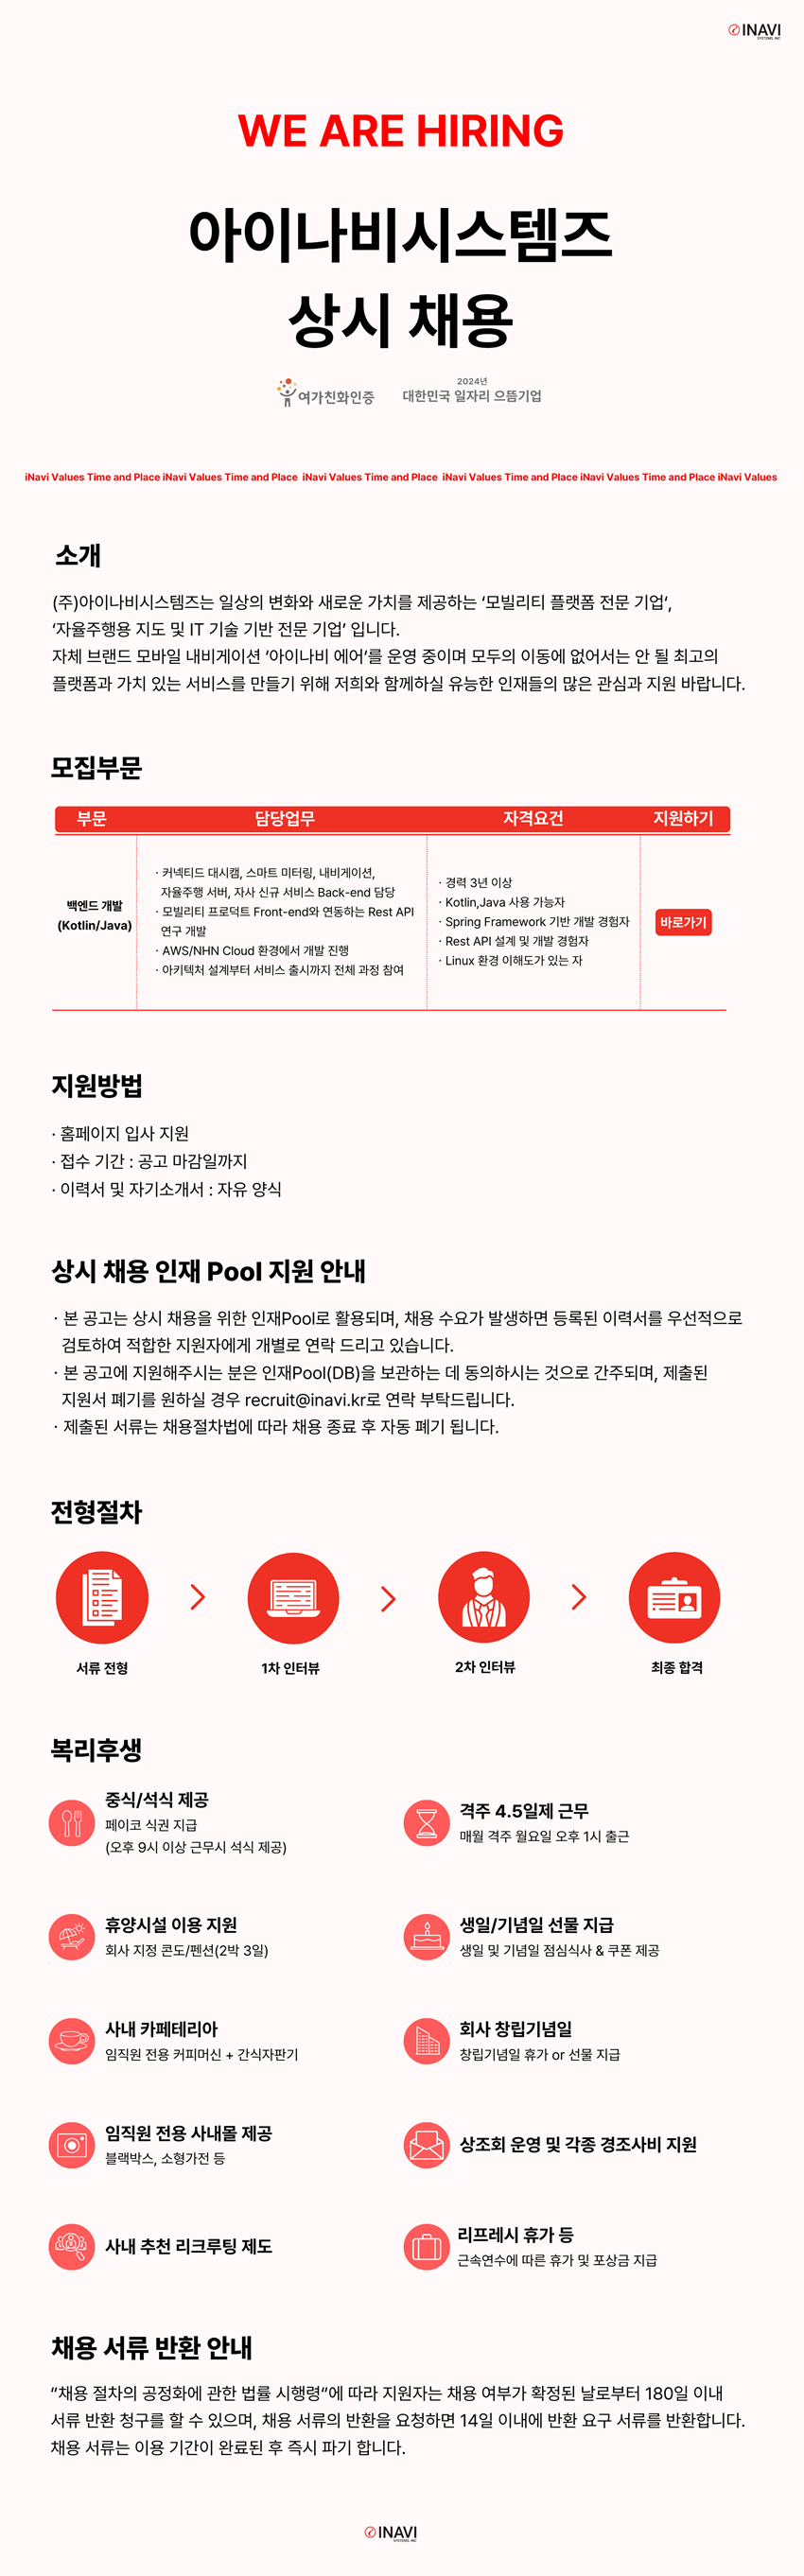 INAVI
SYSTEMS, INC
WE ARE HIRING
아이나비시스템즈
상시 채용
여가친화인증
2024년
대한민국 일자리 으뜸기업
iNavi Values Time and Place iNavi Values Time and Place iNavi Values Time and Place iNavi Values Time and Place iNavi Values Time and Place iNavi Values
소개
(주)아이나비시스템즈는 일상의 변화와 새로운 가치를 제공하는 ‘모빌리티 플랫폼 전문 기업‘,
‘자율주행용 지도 및 IT 기술 기반 전문 기업’ 입니다.
자체 브랜드 모바일 내비게이션 ‘아이나비 에어‘를 운영 중이며 모두의 이동에 없어서는 안 될 최고의
플랫폼과 가치 있는 서비스를 만들기 위해 저희와 함께하실 유능한 인재들의 많은 관심과 지원 바랍니다.
모집부문
부문 담당업무 자격요건 지원하기
백엔드 개발
(Kotlin/Java)
· 커넥티드 대시캠, 스마트 미터링, 내비게이션,
자율주행 서버, 자사 신규 서비스 Back-end 담당
· 모빌리티 프로덕트 Front-end와 연동하는 Rest API
연구 개발
· AWS/NHN Cloud 환경에서 개발 진행
· 아키텍처 설계부터 서비스 출시까지 전체 과정 참여
· 경력 3년 이상
· Kotlin,Java 사용 가능자
· Spring Framework 기반 개발 경험자
· Rest API 설계 및 개발 경험자
· Linux 환경 이해도가 있는 자
바로가기
지원방법
· 홈페이지 입사 지원
· 접수 기간 : 공고 마감일까지
· 이력서 및 자기소개서 : 자유 양식
상시 채용 인재 Pool 지원 안내
· 본 공고는 상시 채용을 위한 인재Pool로 활용되며, 채용 수요가 발생하면 등록된 이력서를 우선적으로
검토하여 적합한 지원자에게 개별로 연락 드리고 있습니다.
· 본 공고에 지원해주시는 분은 인재Pool(DB)을 보관하는 데 동의하시는 것으로 간주되며, 제출된
지원서 폐기를 원하실 경우 recruit@inavi.kr로 연락 부탁드립니다.
· 제출된 서류는 채용절차법에 따라 채용 종료 후 자동 폐기 됩니다.
전형절차
서류 전형
1차 인터뷰
2차 인터뷰
최종 합격
복리후생
중식/석식 제공
페이코 식권 지급
(오후 9시 이상 근무시 석식 제공)
격주 4.5일제 근무
매월 격주 월요일 오후 1시 출근
휴양시설 이용 지원
회사 지정 콘도/펜션(2박 3일)
생일/기념일 선물 지급
생일 및 기념일 점심식사 & 쿠폰 제공
사내 카페테리아
임직원 전용 커피머신 + 간식자판기
회사 창립기념일
창립기념일 휴가 or 선물 지급
임직원 전용 사내몰 제공
블랙박스, 소형가전 등
상조회 운영 및 각종 경조사비 지원
사내 추천 리크루팅 제도
리프레시 휴가 등
근속연수에 따른 휴가 및 포상금 지급
채용 서류 반환 안내
“채용 절차의 공정화에 관한 법률 시행령”에 따라 지원자는 채용 여부가 확정된 날로부터 180일 이내
서류 반환 청구를 할 수 있으며, 채용 서류의 반환을 요청하면 14일 이내에 반환 요구 서류를 반환합니다.
채용 서류는 이용 기간이 완료된 후 즉시 파기 합니다.
INAVI
SYSTEMS, INC